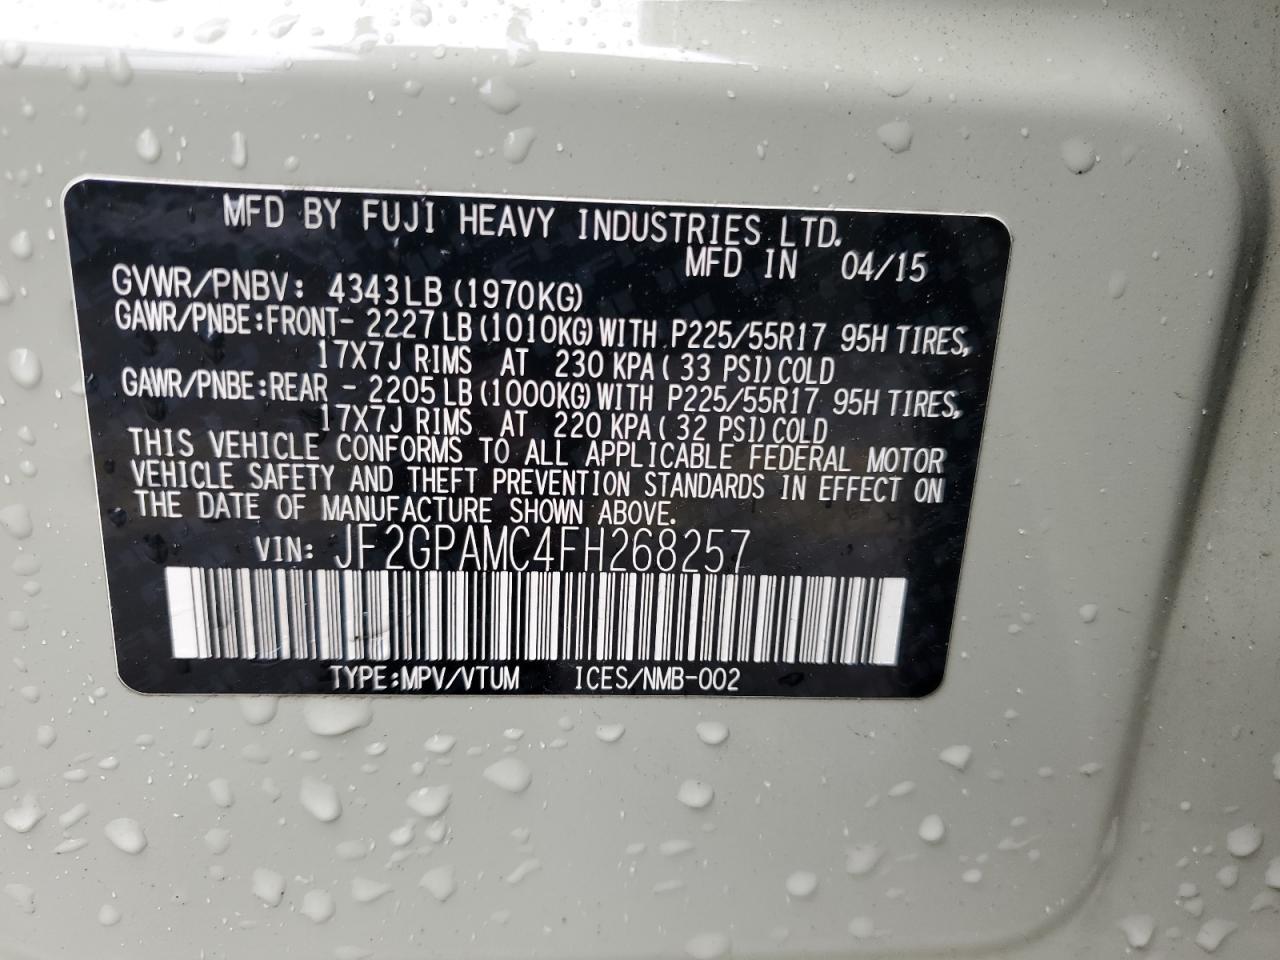 MFD BY FUJI HEAVY INDUSTRIES LTD.
MFD IN 04/15
GVWR/PNBV: 4343LB (1970KG)
GAWR/PNBE:FRONT- 2227LB (1010KG) WITH P225/55R17 95H TIRES,
17X7J RIMS AT 230 KPA ( 33 PSI) COLD
GAWR/PNBE:REAR - 2205LB (1000KG) WITH P225/55R17 95H TIRES,
17X7J RIMS AT 220 KPA ( 32 PSI) COLD
THIS VEHICLE CONFORMS TO ALL APPLICABLE FEDERAL MOTOR
VEHICLE SAFETY AND THEFT PREVENTION STANDARDS IN EFFECT ON
THE DATE OF MANUFACTURE SHOWN ABOVE.
VIN: JF2GPAMC4FH268257
TYPE:MPV/VTUM ICES/NMB-002